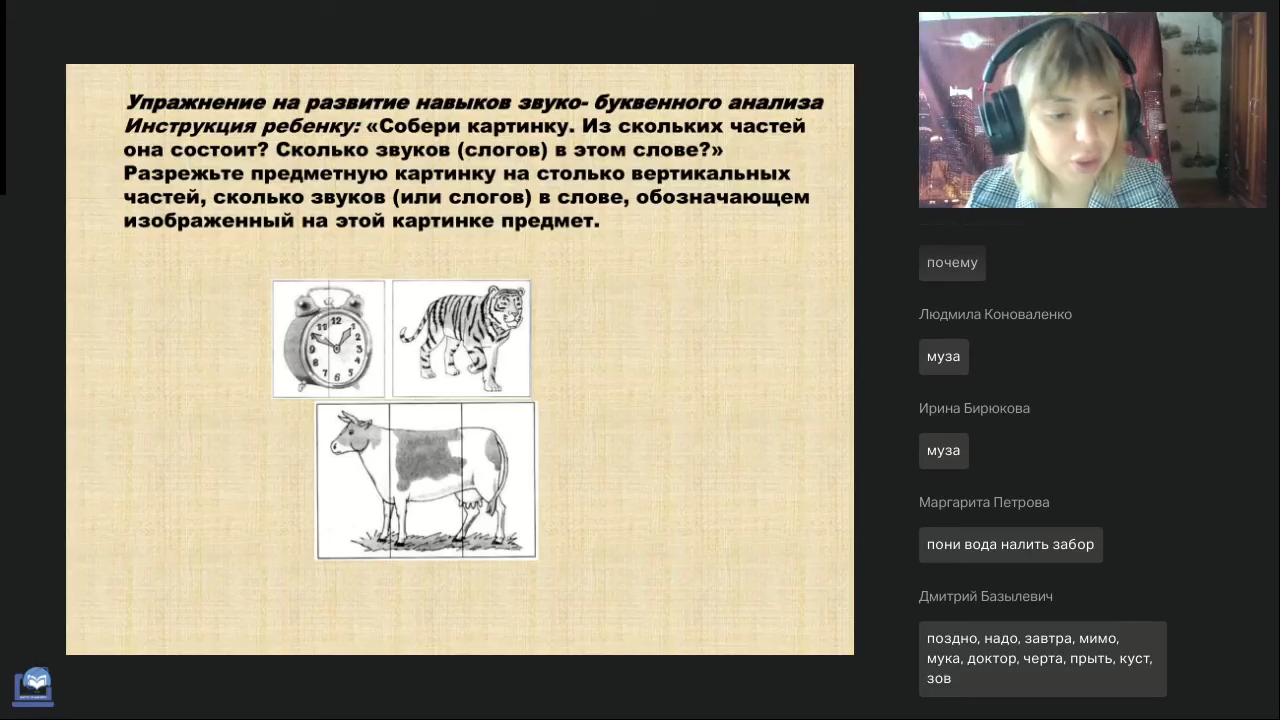 Упражнение на развитие навыков звуко- буквенного анализа
Инструкция ребенку: «Собери картинку. Из скольких частей
она состоит? Сколько звуков (слогов) в этом слове?»
Разрежьте предметную картинку на столько вертикальных
частей, сколько звуков (или слогов) в слове, обозначающем
изображенный на этой картинке предмет.
почему
Людмила Коноваленко
муза
Ирина Бирюкова
муза
Маргарита Петрова
пони вода налить забор
Дмитрий Базылевич
поздно, надо, завтра, мимо,
мука, доктор, черта, прыть, куст,
зов